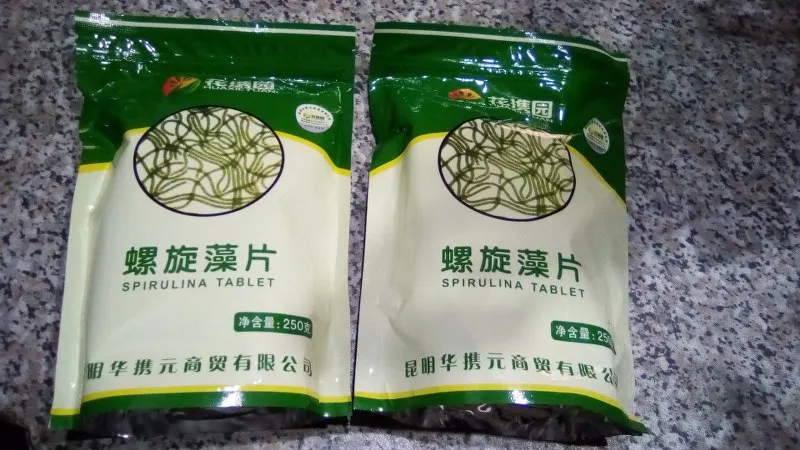 螺旋藻片
SPIRULINA TABLET
净含量:250克
明华携元商贸有限公司
螺旋藻片
SPIRULINA TABLET
净含量:250
昆明华携元商贸有限公司